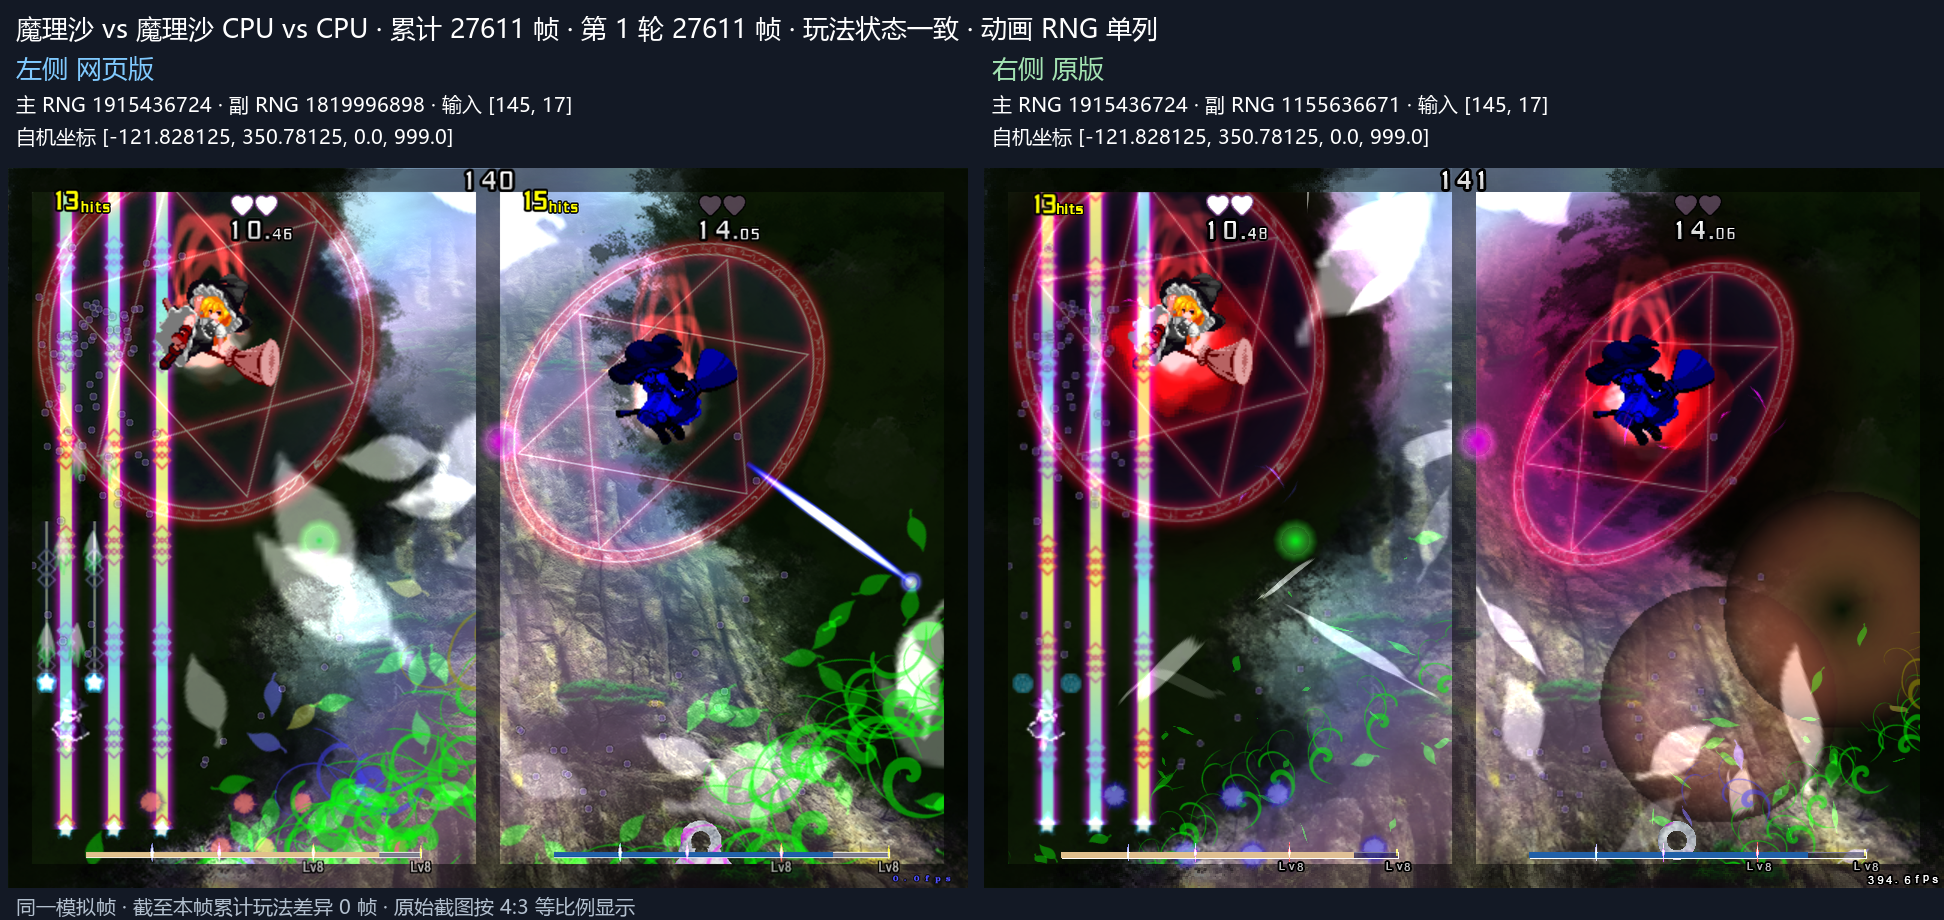 魔理沙 vs 魔理沙 CPU vs CPU · 累计 27611 帧 · 第 1 轮 27611 帧 · 玩法状态一致 · 动画 RNG 单列
左侧 网页版
主 RNG 1915436724 · 副 RNG 1819996898 · 输入 [145, 17]
自机坐标 [-121.828125, 350.78125, 0.0, 999.0]
右侧 原版
主 RNG 1915436724 · 副 RNG 1155636671 · 输入 [145, 17]
自机坐标 [-121.828125, 350.78125, 0.0, 999.0]
140
13hits
10.46
15hits
14.05
Lv8
Lv8
Lv8
Lv8
0.0fps
141
13hits
10.48
14.06
Lv8
Lv8
Lv8
Lv8
394.6fps
同一模拟帧 · 截至本帧累计玩法差异 0 帧 · 原始截图按 4:3 等比例显示